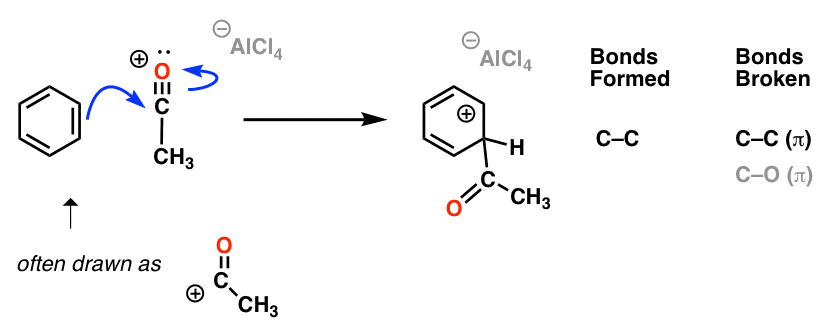 ⊖
AlCl4
⊕ ··
O
C
CH3
⊖
AlCl4
⊕
H
C
O
CH3
Bonds
Formed
C–C
Bonds
Broken
C–C (π)
C–O (π)
often drawn as
O
C
⊕
CH3